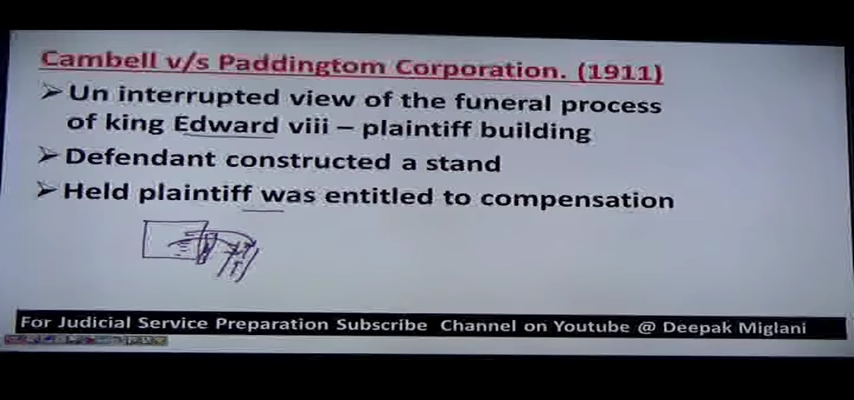 Cambell v/s Paddingtom Corporation. (1911)
➢ Un interrupted view of the funeral process
of king Edward viii – plaintiff building
➢ Defendant constructed a stand
➢ Held plaintiff was entitled to compensation
For Judicial Service Preparation Subscribe Channel on Youtube @ Deepak Miglani